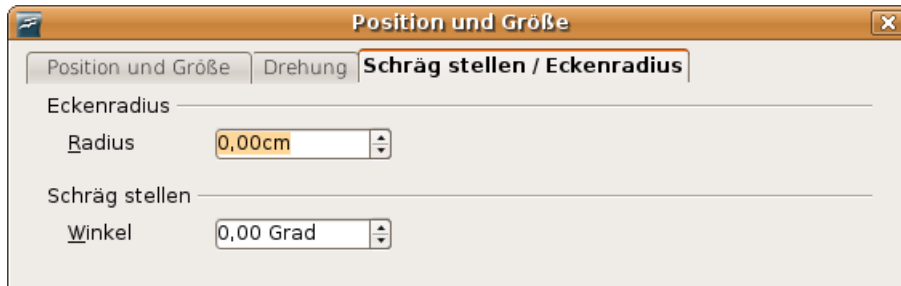 Position und Größe
Position und Größe Drehung Schräg stellen / Eckenradius
Eckenradius
Radius 0,00cm
Schräg stellen
Winkel 0,00 Grad